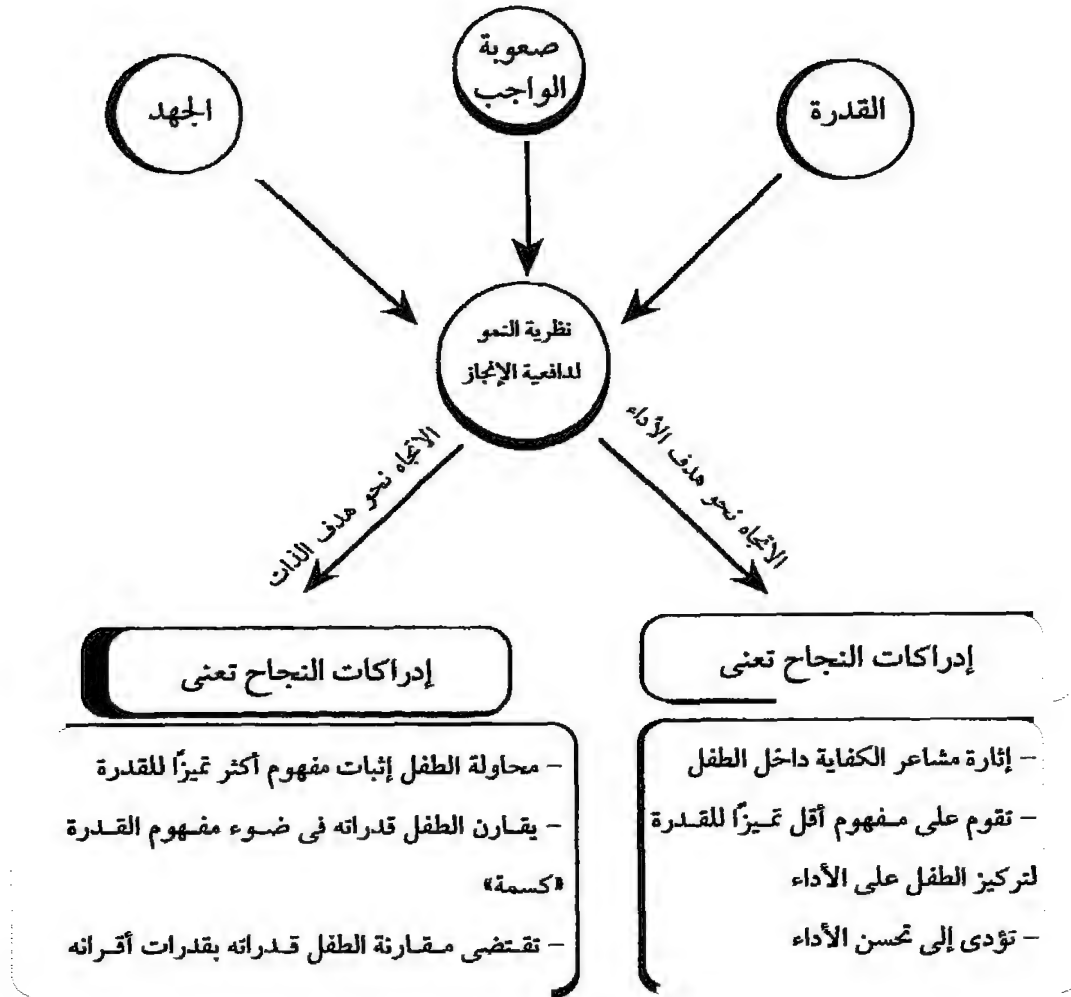 القدرة
صعوبة
الواجب
الجهد
نظرية النمو
لدافعية الإنجاز
الاتجاه نحو هدف الأداء
الاتجاه نحو هدف الذات
إدراكات النجاح تعنى
– إثارة مشاعر الكفاية داخل الطفل
– تقوم على مفهوم أقل تميزًا للقدرة
لتركيز الطفل على الأداء
– تؤدى إلى تحسن الأداء
إدراكات النجاح تعنى
– محاولة الطفل إثبات مفهوم أكثر تميزًا للقدرة
– يقارن الطفل قدراته فى ضوء مفهوم القدرة
«كسمة»
– تقتضى مقارنة الطفل قدراته بقدرات أقرانه